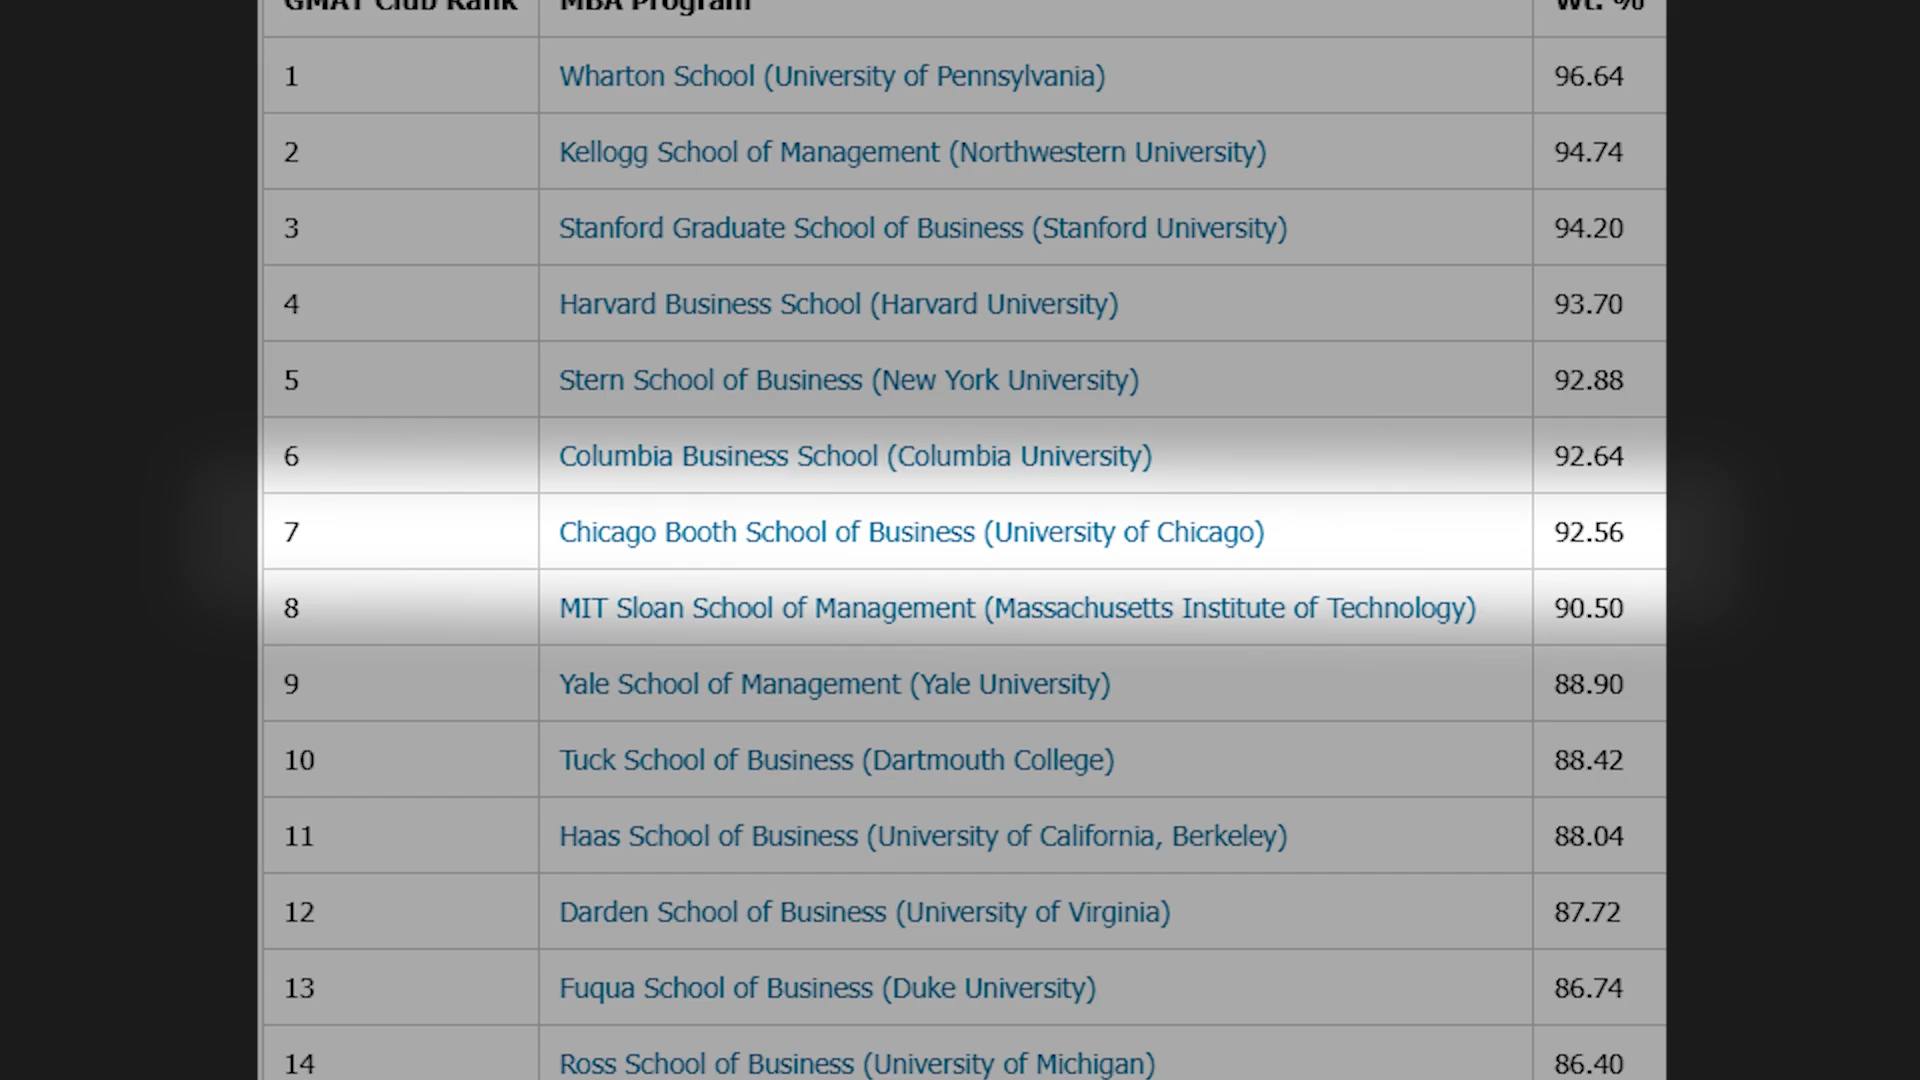 GMAT Club Rank MBA Program Wt. %
1 Wharton School (University of Pennsylvania) 96.64
2 Kellogg School of Management (Northwestern University) 94.74
3 Stanford Graduate School of Business (Stanford University) 94.20
4 Harvard Business School (Harvard University) 93.70
5 Stern School of Business (New York University) 92.88
6 Columbia Business School (Columbia University) 92.64
7 Chicago Booth School of Business (University of Chicago) 92.56
8 MIT Sloan School of Management (Massachusetts Institute of Technology) 90.50
9 Yale School of Management (Yale University) 88.90
10 Tuck School of Business (Dartmouth College) 88.42
11 Haas School of Business (University of California, Berkeley) 88.04
12 Darden School of Business (University of Virginia) 87.72
13 Fuqua School of Business (Duke University) 86.74
14 Ross School of Business (University of Michigan) 86.40